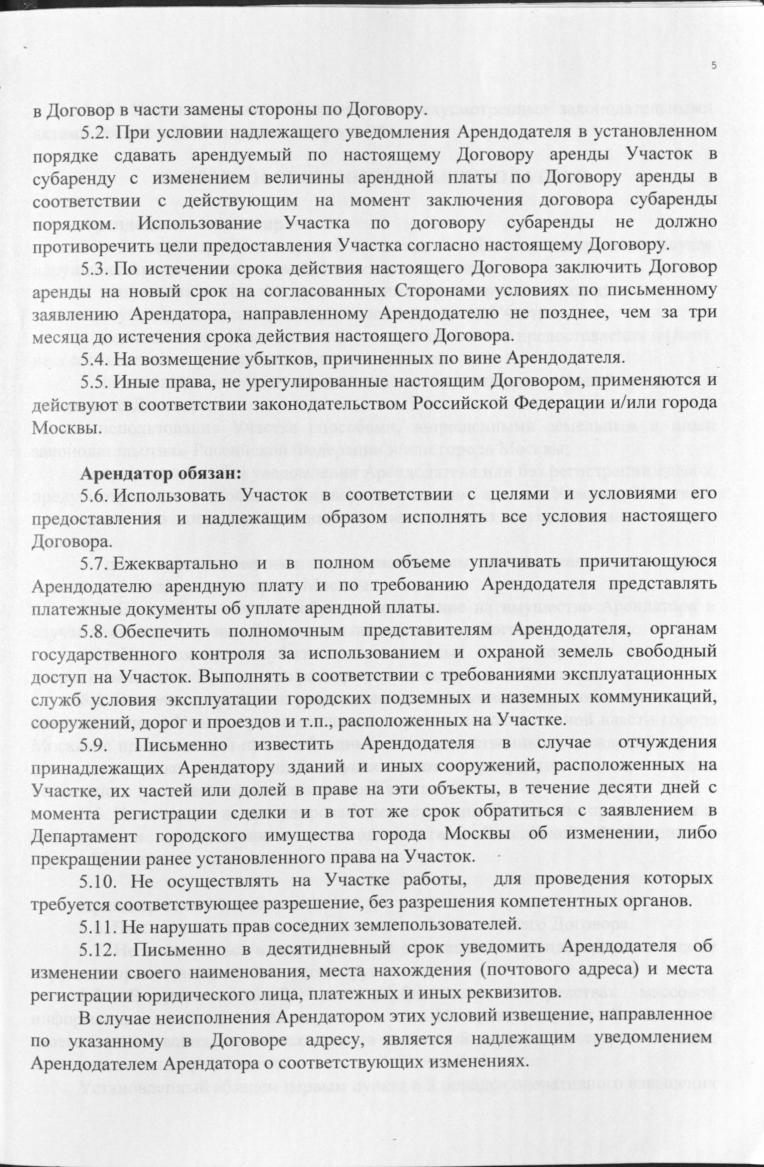 5
в Договор в части замены стороны по Договору.
5.2. При условии надлежащего уведомления Арендодателя в установленном
порядке сдавать арендуемый по настоящему Договору аренды Участок в
субаренду с изменением величины арендной платы по Договору аренды в
соответствии с действующим на момент заключения договора субаренды
порядком. Использование Участка по договору субаренды не должно
противоречить цели предоставления Участка согласно настоящему Договору.
5.3. По истечении срока действия настоящего Договора заключить Договор
аренды на новый срок на согласованных Сторонами условиях по письменному
заявлению Арендатора, направленному Арендодателю не позднее, чем за три
месяца до истечения срока действия настоящего Договора.
5.4. На возмещение убытков, причиненных по вине Арендодателя.
5.5. Иные права, не урегулированные настоящим Договором, применяются и
действуют в соответствии законодательством Российской Федерации и/или города
Москвы.
Арендатор обязан:
5.6. Использовать Участок в соответствии с целями и условиями его
предоставления и надлежащим образом исполнять все условия настоящего
Договора.
5.7. Ежеквартально и в полном объеме уплачивать причитающуюся
Арендодателю арендную плату и по требованию Арендодателя представлять
платежные документы об уплате арендной платы.
5.8. Обеспечить полномочным представителям Арендодателя, органам
государственного контроля за использованием и охраной земель свободный
доступ на Участок. Выполнять в соответствии с требованиями эксплуатационных
служб условия эксплуатации городских подземных и наземных коммуникаций,
сооружений, дорог и проездов и т.п., расположенных на Участке.
5.9. Письменно известить Арендодателя в случае отчуждения
принадлежащих Арендатору зданий и иных сооружений, расположенных на
Участке, их частей или долей в праве на эти объекты, в течение десяти дней с
момента регистрации сделки и в тот же срок обратиться с заявлением в
Департамент городского имущества города Москвы об изменении, либо
прекращении ранее установленного права на Участок.
5.10. Не осуществлять на Участке работы, для проведения которых
требуется соответствующее разрешение, без разрешения компетентных органов.
5.11. Не нарушать прав соседних землепользователей.
5.12. Письменно в десятидневный срок уведомить Арендодателя об
изменении своего наименования, места нахождения (почтового адреса) и места
регистрации юридического лица, платежных и иных реквизитов.
В случае неисполнения Арендатором этих условий извещение, направленное
по указанному в Договоре адресу, является надлежащим уведомлением
Арендодателем Арендатора о соответствующих изменениях.